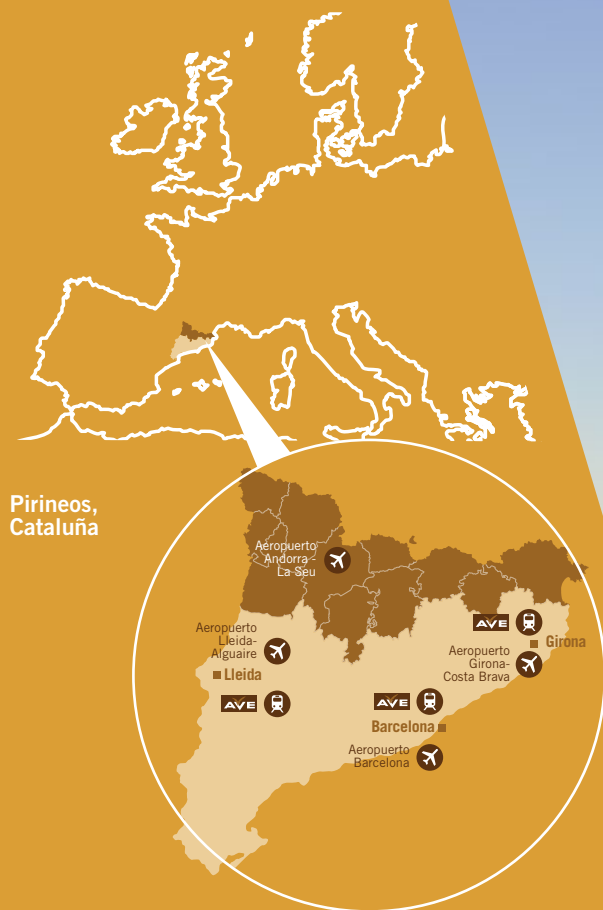 Pirineos,
Cataluña
Aeropuerto
Andorra -
La Seu
Aeropuerto
Lleida-
Alguaire
Lleida
AVE
AVE
Girona
Aeropuerto
Girona-
Costa Brava
AVE
Barcelona
Aeropuerto
Barcelona